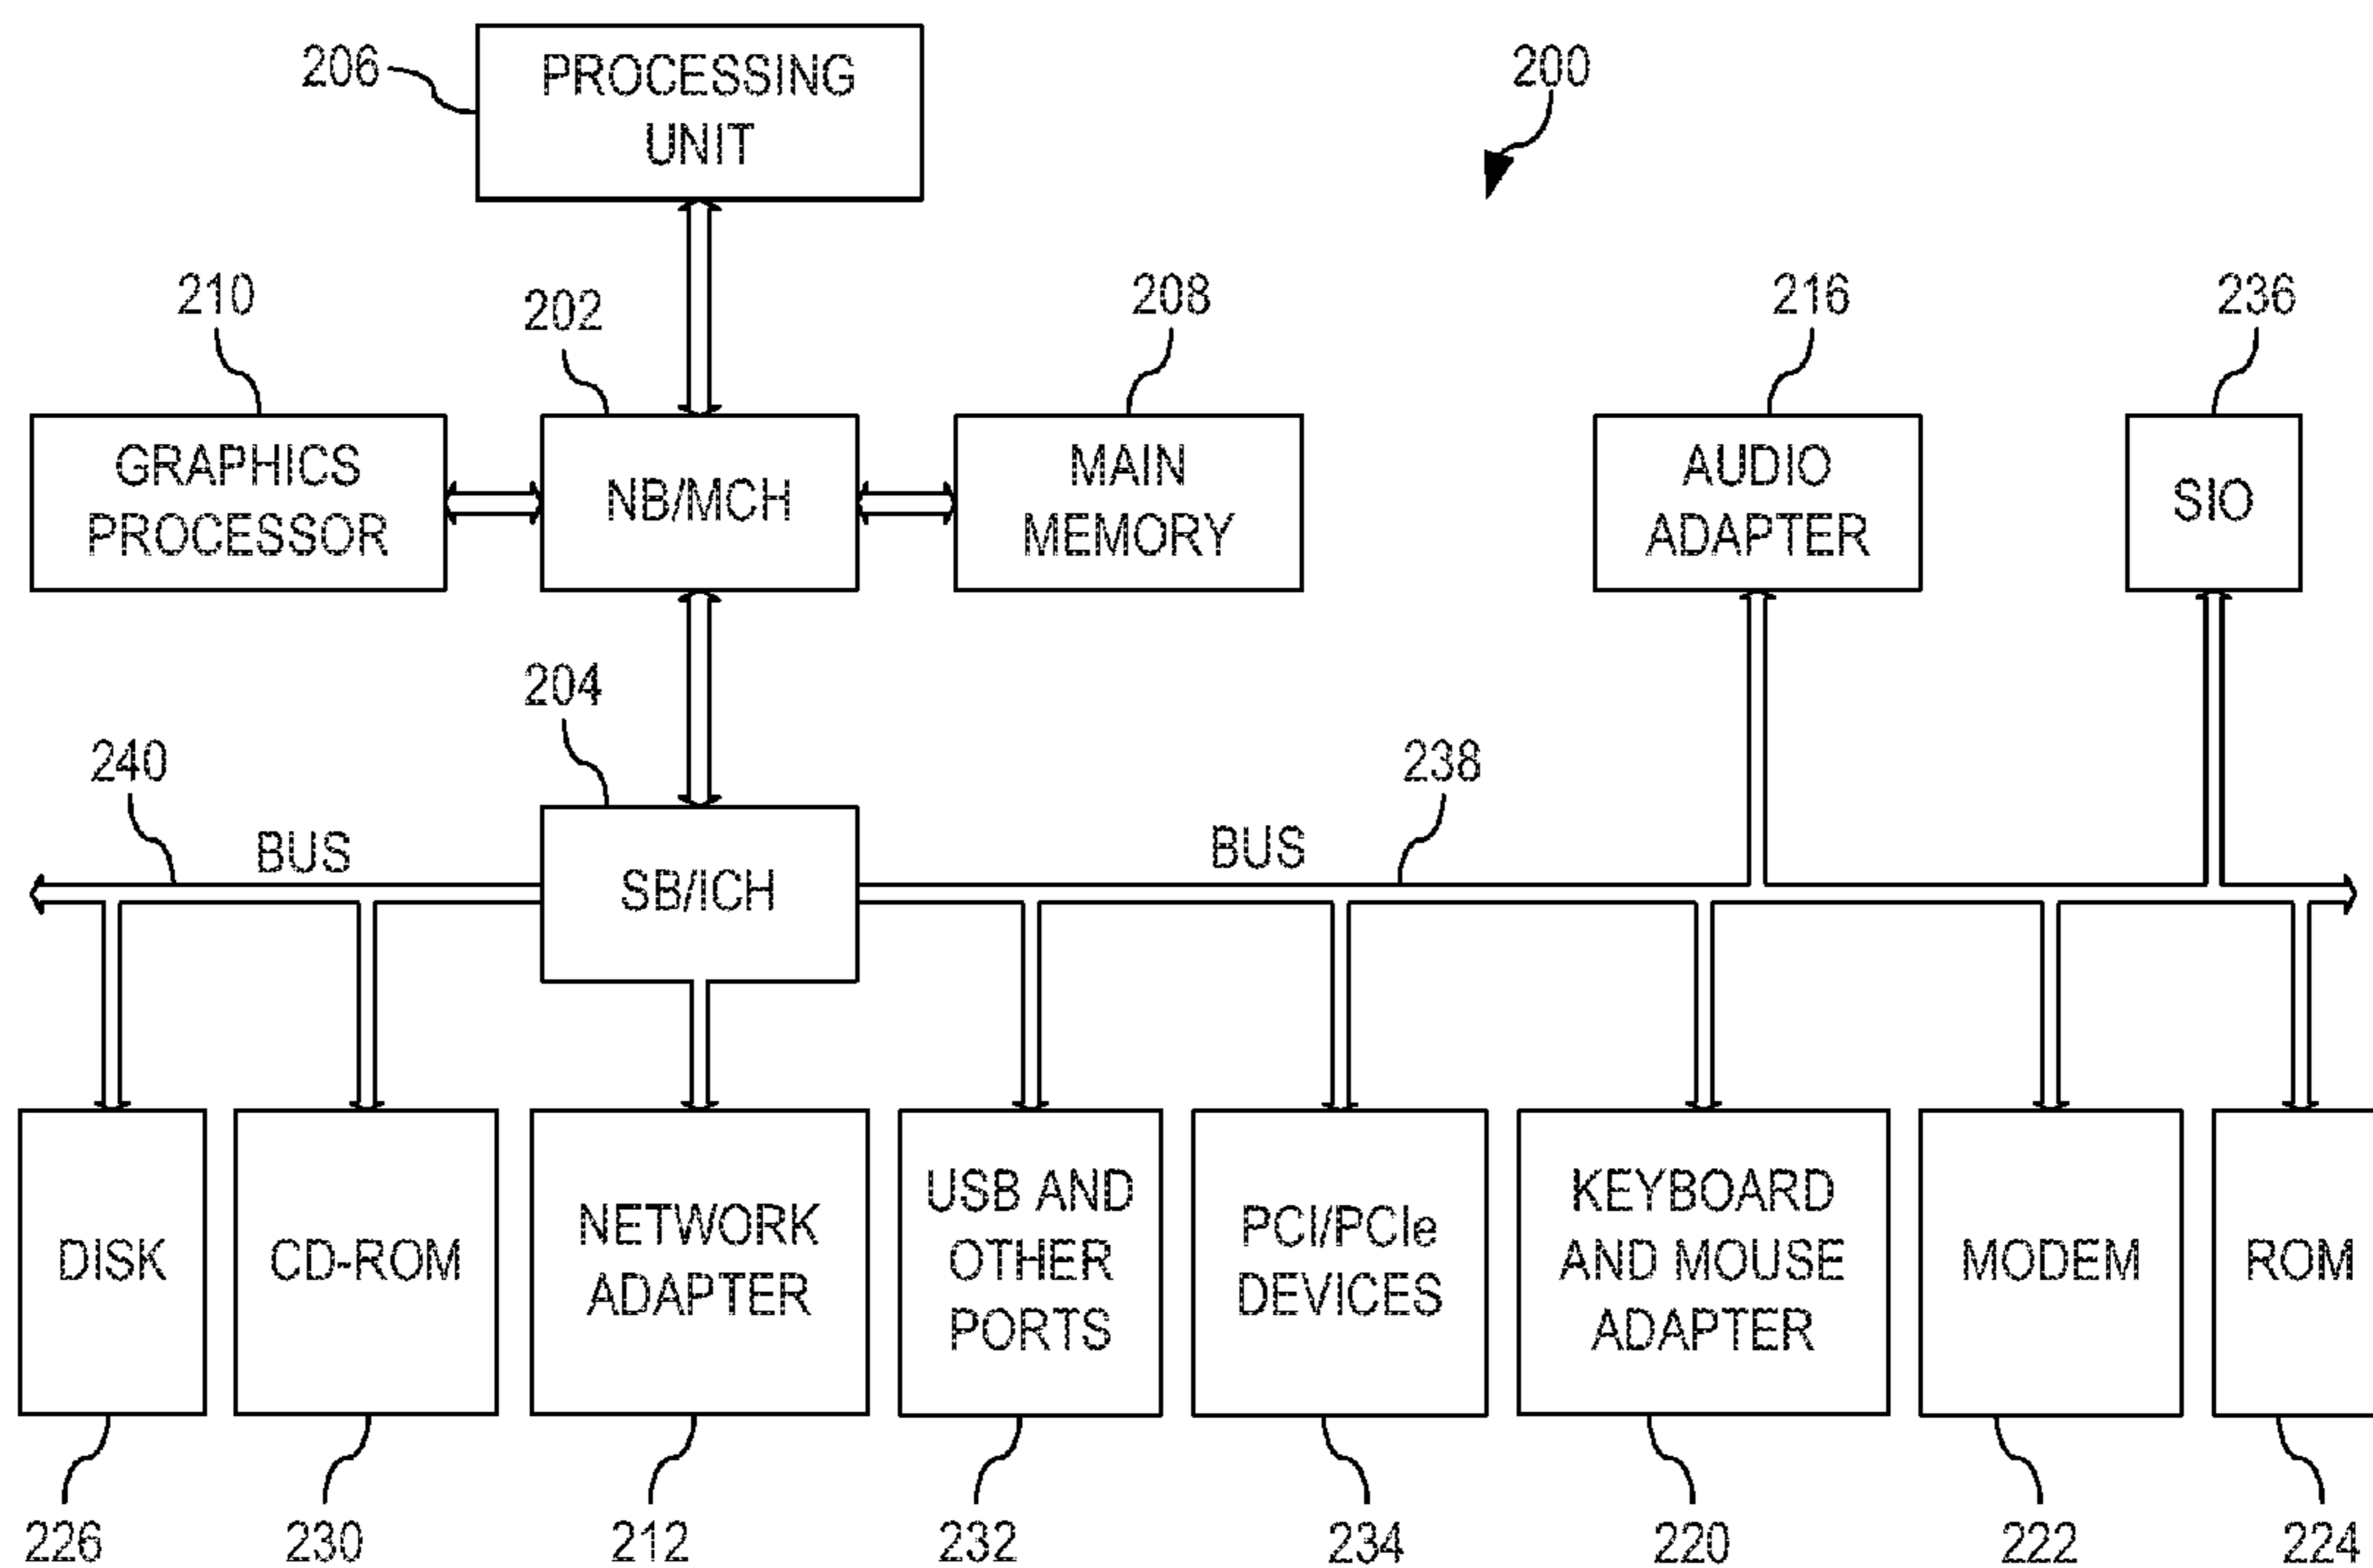 206
PROCESSING
UNIT
200
210
202
208
216
236
GRAPHICS
PROCESSOR
NB/MCH
MAIN
MEMORY
AUDIO
ADAPTER
SIO
204
240
BUS
SB/ICH
BUS
238
DISK
CD-ROM
NETWORK
ADAPTER
USB AND
OTHER
PORTS
PCI/PCIe
DEVICES
KEYBOARD
AND MOUSE
ADAPTER
MODEM
ROM
226
230
212
232
234
220
222
224